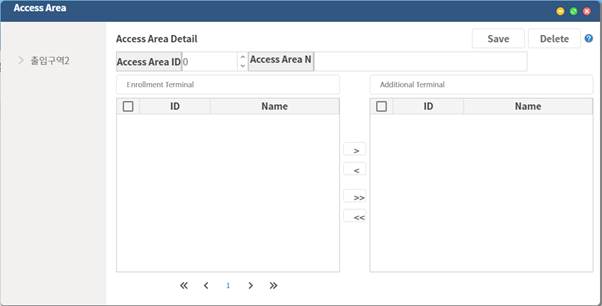 Access Area
출입구역2
Access Area Detail
Save
Delete
?
Access Area ID 0
Access Area N
Enrollment Terminal
Additional Terminal
ID Name
ID Name
>
<
>>
<<
1